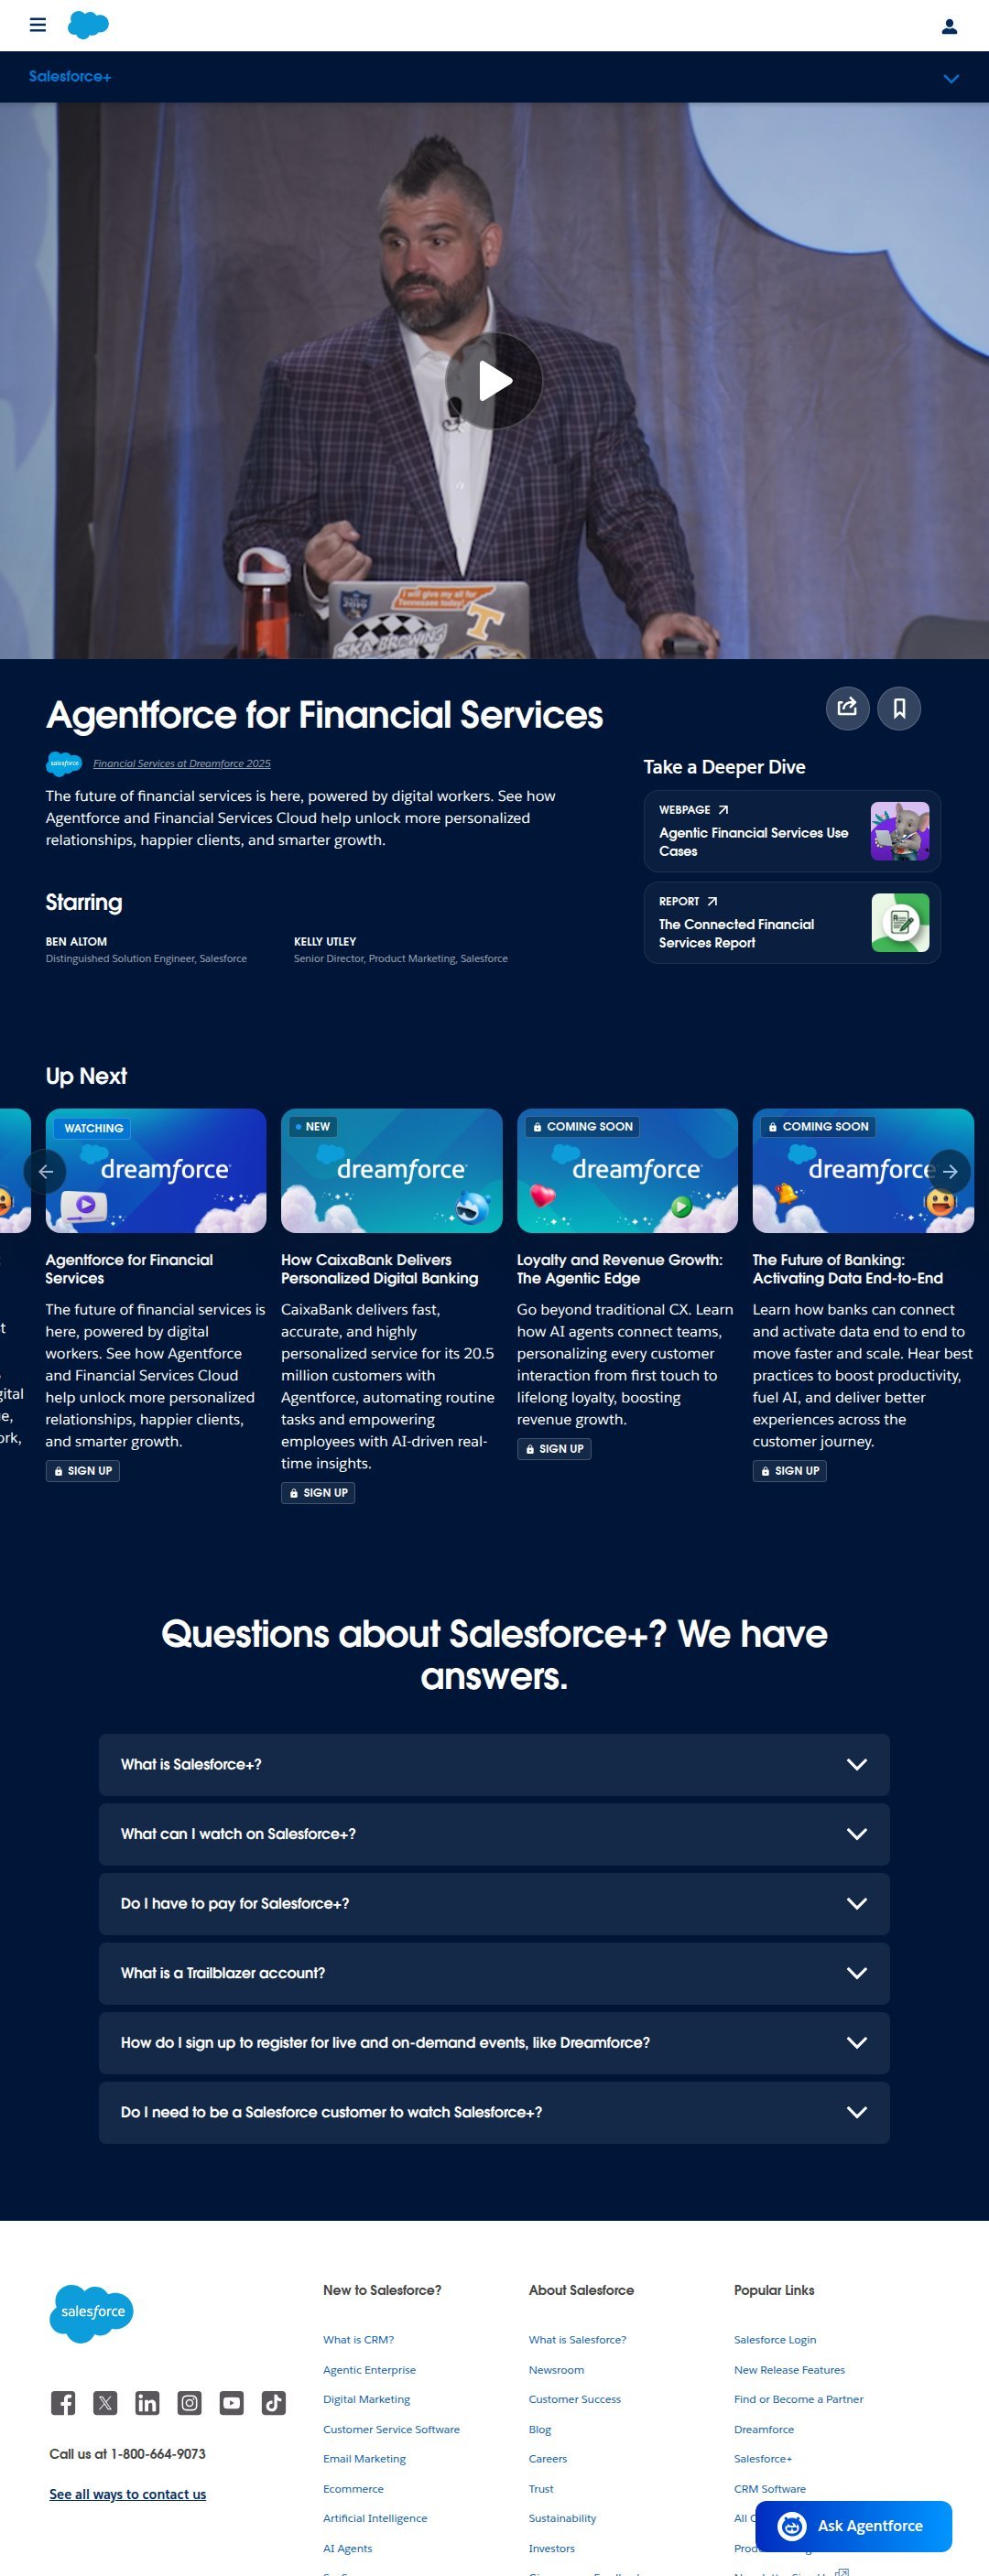 Salesforce+
I will give my all for
Tennessee today!
2019
SKA BREWING
Agentforce for Financial Services
salesforce
Financial Services at Dreamforce 2025
The future of financial services is here, powered by digital workers. See how
Agentforce and Financial Services Cloud help unlock more personalized
relationships, happier clients, and smarter growth.
Starring
BEN ALTOM
Distinguished Solution Engineer, Salesforce
KELLY UTLEY
Senior Director, Product Marketing, Salesforce
Take a Deeper Dive
WEBPAGE
Agentic Financial Services Use
Cases
REPORT
The Connected Financial
Services Report
Up Next
gital
ork,
WATCHING
dreamforce
Agentforce for Financial
Services
The future of financial services is
here, powered by digital
workers. See how Agentforce
and Financial Services Cloud
help unlock more personalized
relationships, happier clients,
and smarter growth.
SIGN UP
NEW
dreamforce
How CaixaBank Delivers
Personalized Digital Banking
CaixaBank delivers fast,
accurate, and highly
personalized service for its 20.5
million customers with
Agentforce, automating routine
tasks and empowering
employees with AI-driven real-
time insights.
SIGN UP
COMING SOON
dreamforce
Loyalty and Revenue Growth:
The Agentic Edge
Go beyond traditional CX. Learn
how AI agents connect teams,
personalizing every customer
interaction from first touch to
lifelong loyalty, boosting
revenue growth.
SIGN UP
COMING SOON
dreamforce
The Future of Banking:
Activating Data End-to-End
Learn how banks can connect
and activate data end to end to
move faster and scale. Hear best
practices to boost productivity,
fuel AI, and deliver better
experiences across the
customer journey.
SIGN UP
Questions about Salesforce+? We have
answers.
What is Salesforce+?
What can I watch on Salesforce+?
Do I have to pay for Salesforce+?
What is a Trailblazer account?
How do I sign up to register for live and on-demand events, like Dreamforce?
Do I need to be a Salesforce customer to watch Salesforce+?
salesforce
Call us at 1-800-664-9073
See all ways to contact us
New to Salesforce?
What is CRM?
Agentic Enterprise
Digital Marketing
Customer Service Software
Email Marketing
Ecommerce
Artificial Intelligence
AI Agents
About Salesforce
What is Salesforce?
Newsroom
Customer Success
Blog
Careers
Trust
Sustainability
Investors
Popular Links
Salesforce Login
New Release Features
Find or Become a Partner
Dreamforce
Salesforce+
CRM Software
All
Ask Agentforce